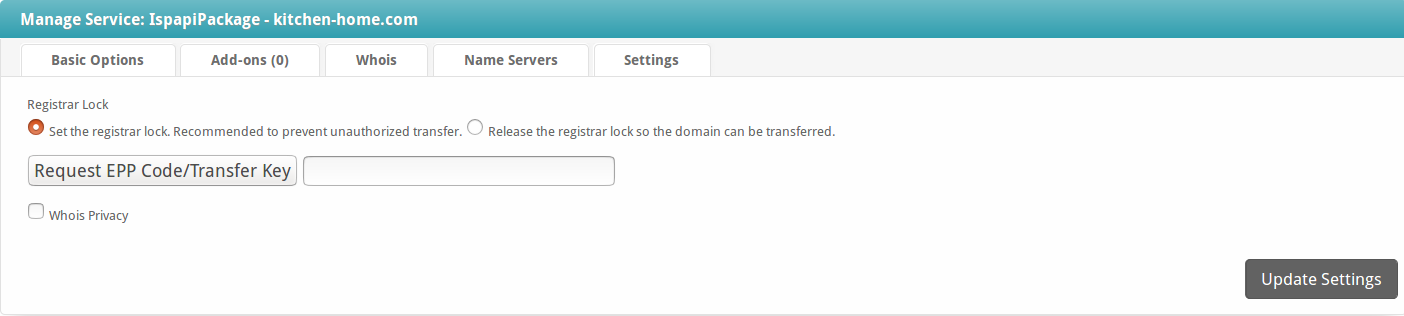 Manage Service: IspapiPackage - kitchen-home.com
Basic Options Add-ons (0) Whois Name Servers Settings
Registrar Lock
Set the registrar lock. Recommended to prevent unauthorized transfer. Release the registrar lock so the domain can be transferred.
Request EPP Code/Transfer Key
Whois Privacy
Update Settings